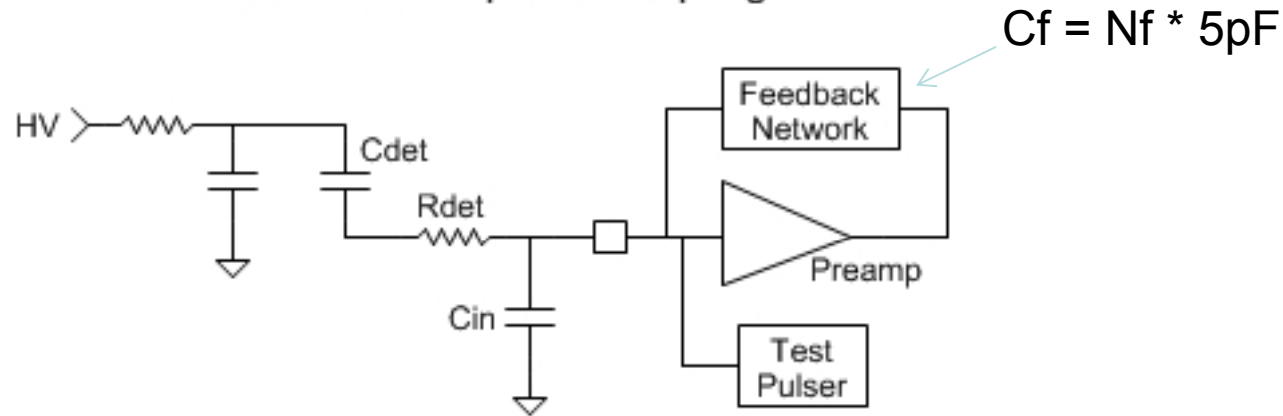 Cf = Nf * 5pF
Feedback
Network
HV
Cdet
Rdet
Preamp
Cin
Test
Pulser